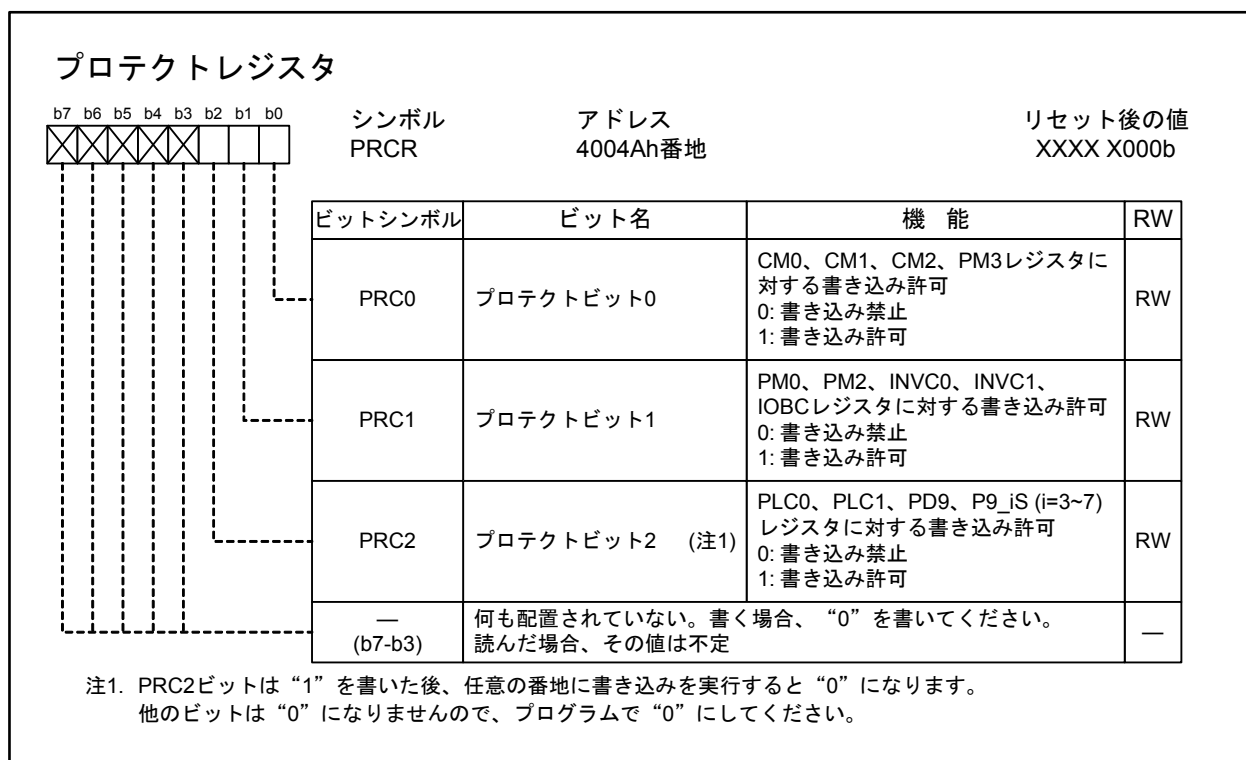 プロテクトレジスタ
b7 b6 b5 b4 b3 b2 b1 b0
シンボル アドレス リセット後の値
PRCR 4004Ah番地 XXXX X000b
ビットシンボル ビット名 機 能 RW
PRC0 プロテクトビット0 RW
CM0、CM1、CM2、PM3レジスタに
対する書き込み許可
0: 書き込み禁止
1: 書き込み許可
PRC1 プロテクトビット1 RW
PM0、PM2、INVC0、INVC1、
IOBCレジスタに対する書き込み許可
0: 書き込み禁止
1: 書き込み許可
PRC2 プロテクトビット2 (注1) RW
PLC0、PLC1、PD9、P9_iS (i=3~7)
レジスタに対する書き込み許可
0: 書き込み禁止
1: 書き込み許可
—
(b7-b3)
何も配置されていない。書く場合、“0”を書いてください。
読んだ場合、その値は不定
—
注1. PRC2ビットは“1”を書いた後、任意の番地に書き込みを実行すると“0”になります。
他のビットは“0”になりませんので、プログラムで“0”にしてください。